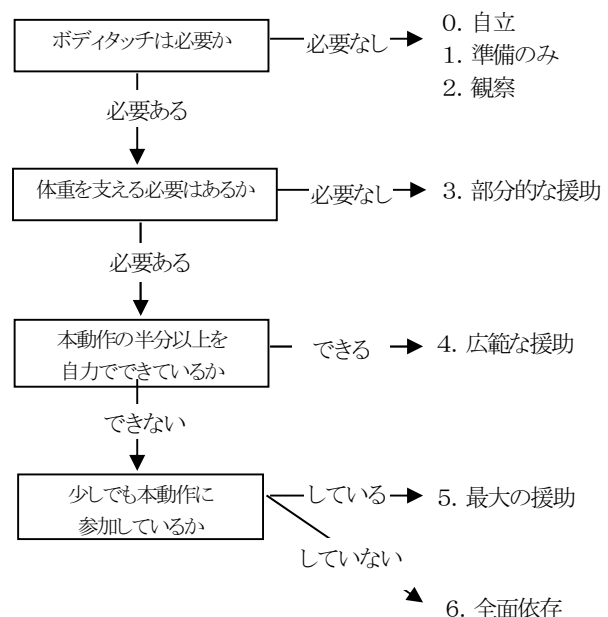 ボディタッチは必要か
必要なし
0. 自立
1. 準備のみ
2. 観察
必要ある
体重を支える必要はあるか
必要なし
3. 部分的な援助
必要ある
本動作の半分以上を
自力でできているか
できる
4. 広範な援助
できない
少しでも本動作に
参加しているか
している
5. 最大の援助
していない
6. 全面依存